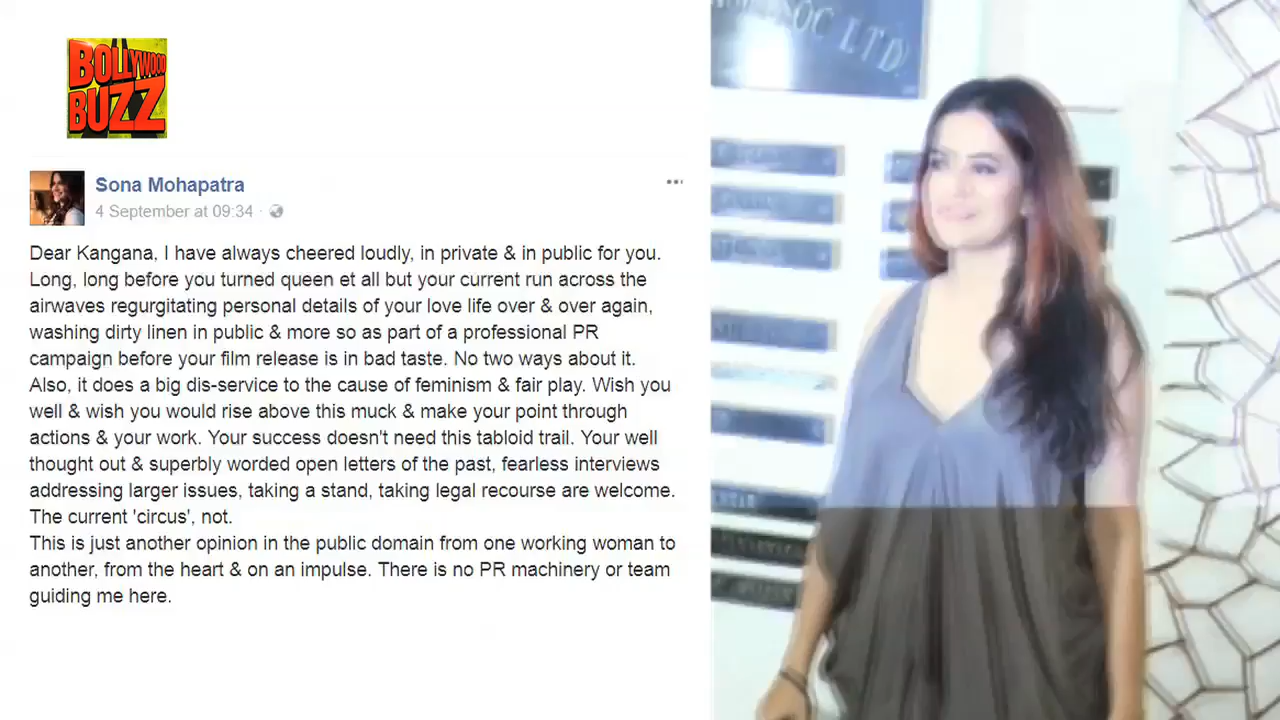 BOLLYWOOD
BUZZ
Sona Mohapatra
4 September at 09:34 ·
Dear Kangana, I have always cheered loudly, in private & in public for you.
Long, long before you turned queen et all but your current run across the
airwaves regurgitating personal details of your love life over & over again,
washing dirty linen in public & more so as part of a professional PR
campaign before your film release is in bad taste. No two ways about it.
Also, it does a big dis-service to the cause of feminism & fair play. Wish you
well & wish you would rise above this muck & make your point through
actions & your work. Your success doesn't need this tabloid trail. Your well
thought out & superbly worded open letters of the past, fearless interviews
addressing larger issues, taking a stand, taking legal recourse are welcome.
The current 'circus', not.
This is just another opinion in the public domain from one working woman to
another, from the heart & on an impulse. There is no PR machinery or team
guiding me here.
LTD.